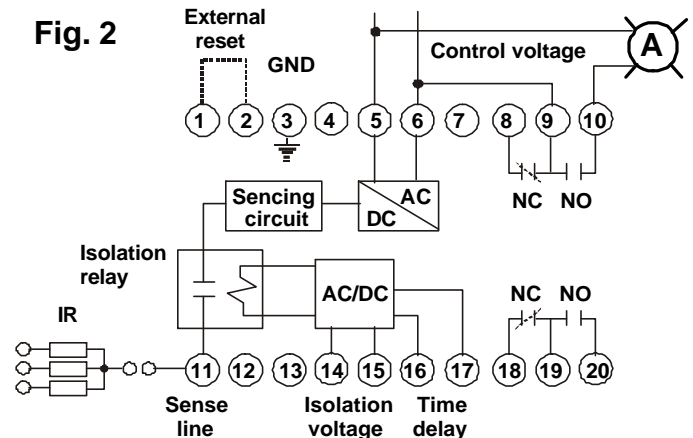 Fig. 2
External
reset
GND
Control voltage
A
1 2 3 4 5 6 7 8 9 10
NC NO
Sencing
circuit
AC
DC
Isolation
relay
AC/DC
NC NO
IR
11 12 13 14 15 16 17 18 19 20
Sense
line
Isolation
voltage
Time
delay